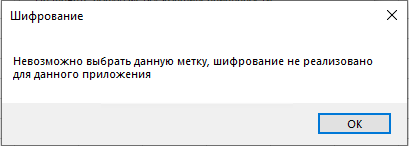 Шифрование
Невозможно выбрать данную метку, шифрование не реализовано
для данного приложения
OK